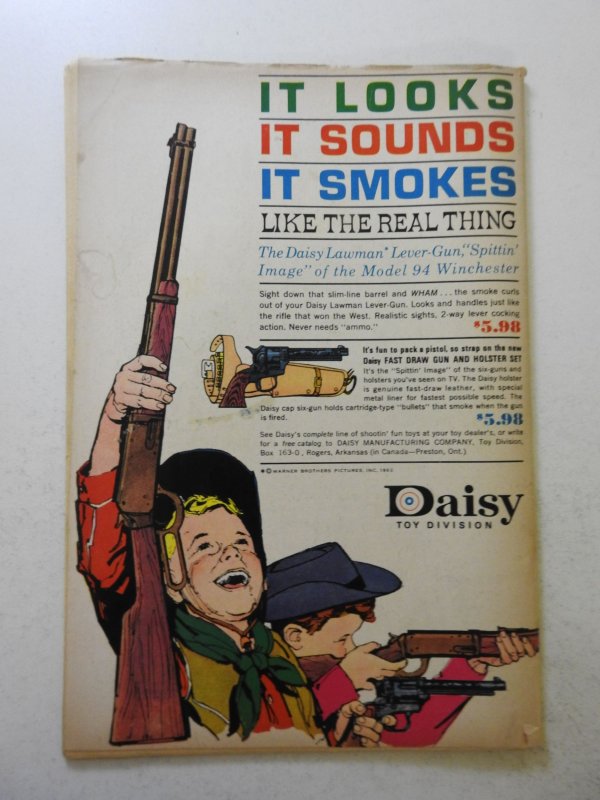 IT LOOKS
IT SOUNDS
IT SMOKES
LIKE THE REAL THING
The Daisy Lawman* Lever-Gun, "Spittin'
Image" of the Model 94 Winchester
Sight down that slim-line barrel and WHAM . . . the smoke curls
out of your Daisy Lawman Lever-Gun. Looks and handles just like
the rifle that won the West. Realistic sights, 2-way lever cocking
action. Never needs "ammo."
$5.98
It's fun to pack a pistol, so strap on the new
Daisy FAST DRAW GUN AND HOLSTER SET
It's the "Spittin' Image" of the six-guns and
holsters you've seen on TV. The Daisy holster
is genuine fast-draw leather, with special
metal liner for fastest possible speed. The
Daisy cap six-gun holds cartridge-type "bullets" that smoke when the gun
is fired.
$5.98
See Daisy's complete line of shootin' fun toys at your toy dealer's, or write
for a free catalog to DAISY MANUFACTURING COMPANY, Toy Division,
Box 163-D, Rogers, Arkansas (in Canada—Preston, Ont.)
*© WARNER BROTHERS PICTURES, INC. 1963
Daisy
TOY DIVISION